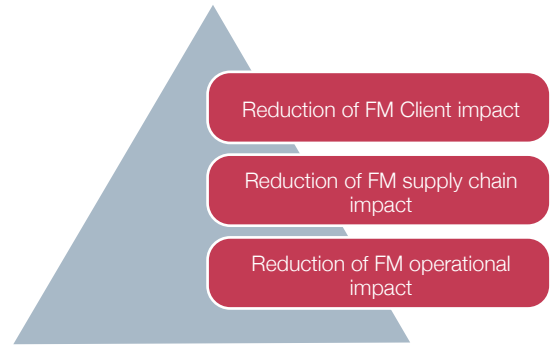 Reduction of FM Client impact
Reduction of FM supply chain
impact
Reduction of FM operational
impact